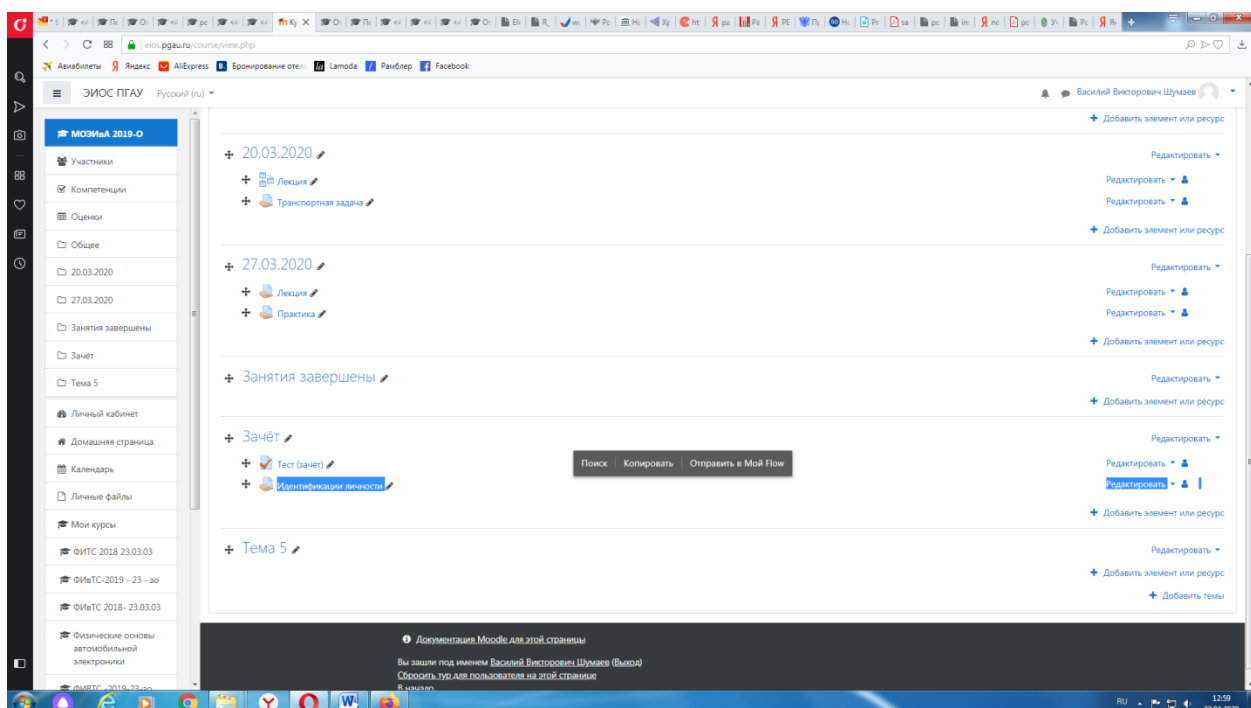 eios.pgau.ru/course/view.php
Авиабилеты Яндекс AliExpress Бронирование отел Lamoda Рамблер Facebook
ЭИОС ПГАУ Русский (ru) Василий Викторович Шумаев
Добавить элемент или ресурс
МОЭИвА 2019-О
Участники
Компетенции
Оценки
Общее
20.03.2020
27.03.2020
Занятия завершены
Зачёт
Тема 5
Личный кабинет
Домашняя страница
Календарь
Личные файлы
Мои курсы
ФИТС 2018 23.03.03
ФИвТС-2019 - 23 - зо
ФИвТС 2018- 23.03.03
Физические основы
автомобильной
электроники
20.03.2020 Редактировать
Лекция Редактировать
Транспортная задача Редактировать
Добавить элемент или ресурс
27.03.2020 Редактировать
Лекция Редактировать
Практика Редактировать
Добавить элемент или ресурс
Занятия завершены Редактировать
Добавить элемент или ресурс
Зачёт Редактировать
Тест (зачёт) Поиск Копировать Отправить в Мой Flow Редактировать
Идентификации личности Редактировать
Добавить элемент или ресурс
Тема 5 Редактировать
Добавить элемент или ресурс
Добавить темы
Документация Moodle для этой страницы
Вы зашли под именем Василий Викторович Шумаев (Выход)
Сбросить тур для пользователя на этой странице
В начало
RU 12:59